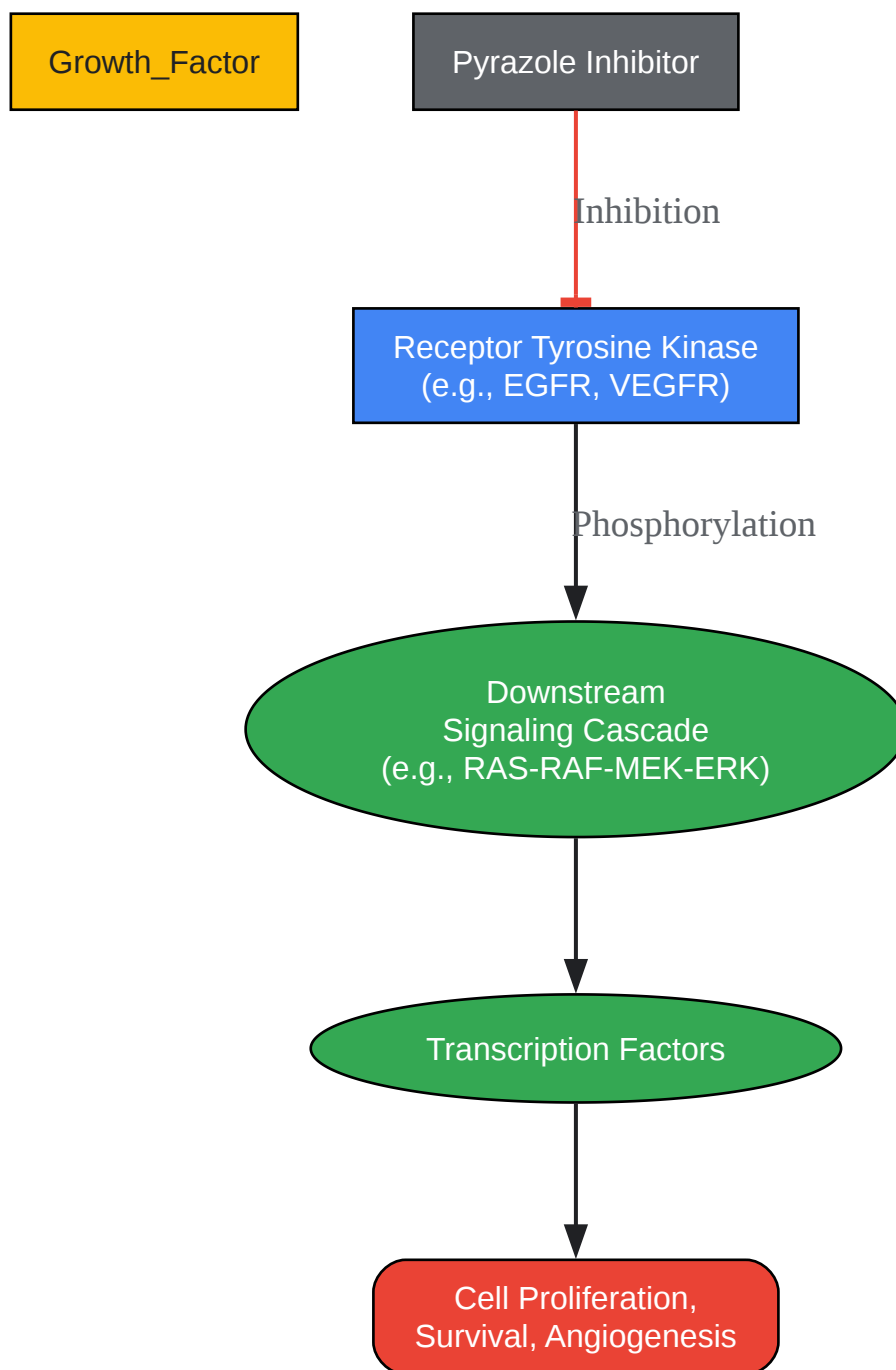 Growth_Factor
Pyrazole Inhibitor
Inhibition
Receptor Tyrosine Kinase
(e.g., EGFR, VEGFR)
Phosphorylation
Downstream
Signaling Cascade
(e.g., RAS-RAF-MEK-ERK)
Transcription Factors
Cell Proliferation,
Survival, Angiogenesis